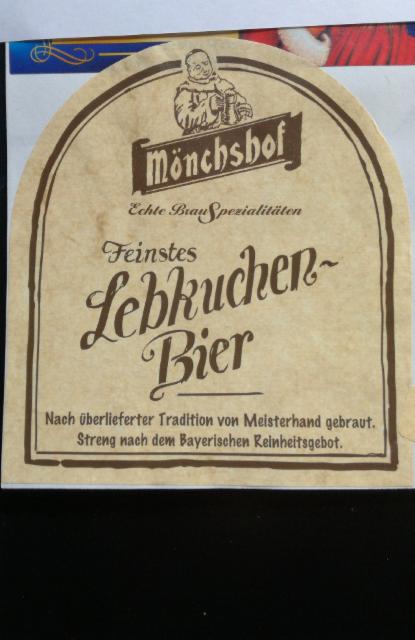 Mönchshof
Echte BrauSpezialitäten
Feinstes
Lebkuchen-
Bier
Nach überlieferter Tradition von Meisterhand gebraut.
Streng nach dem Bayerischen Reinheitsgebot.